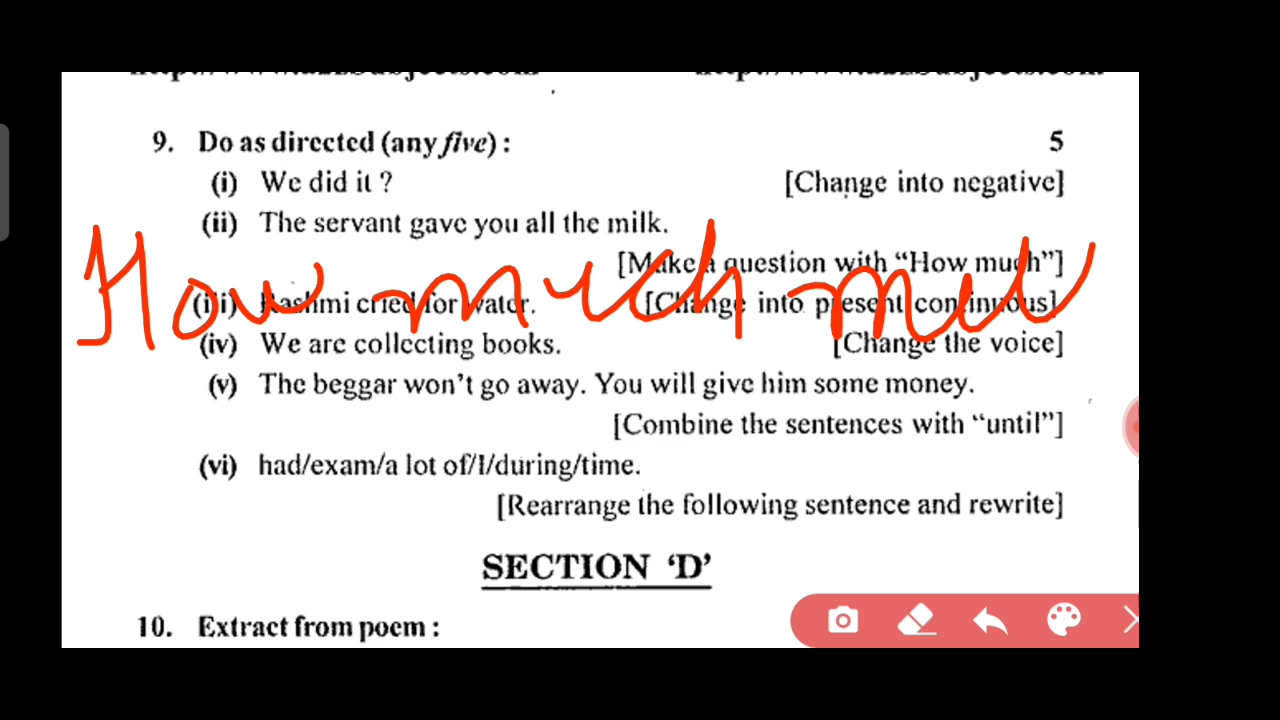 9. Do as directed (any five) : 5
(i) We did it ? [Change into negative]
(ii) The servant gave you all the milk.
[Make a question with “How much”]
How much
(iii) Rashmi cried for water. [Change into present continuous]
(iv) We are collecting books. [Change the voice]
(v) The beggar won’t go away. You will give him some money.
[Combine the sentences with “until”]
(vi) had/exam/a lot of/I/during/time.
[Rearrange the following sentence and rewrite]
SECTION ‘D’
10. Extract from poem :